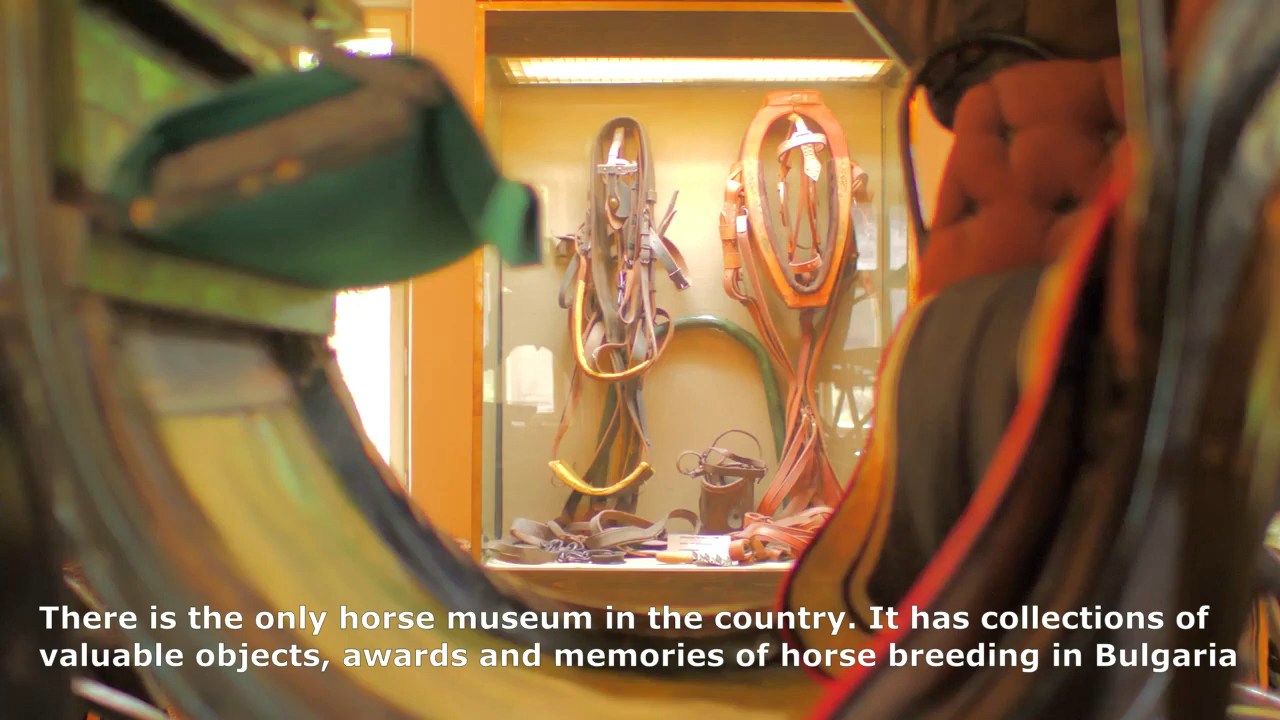 There is the only horse museum in the country. It has collections of
valuable objects, awards and memories of horse breeding in Bulgaria